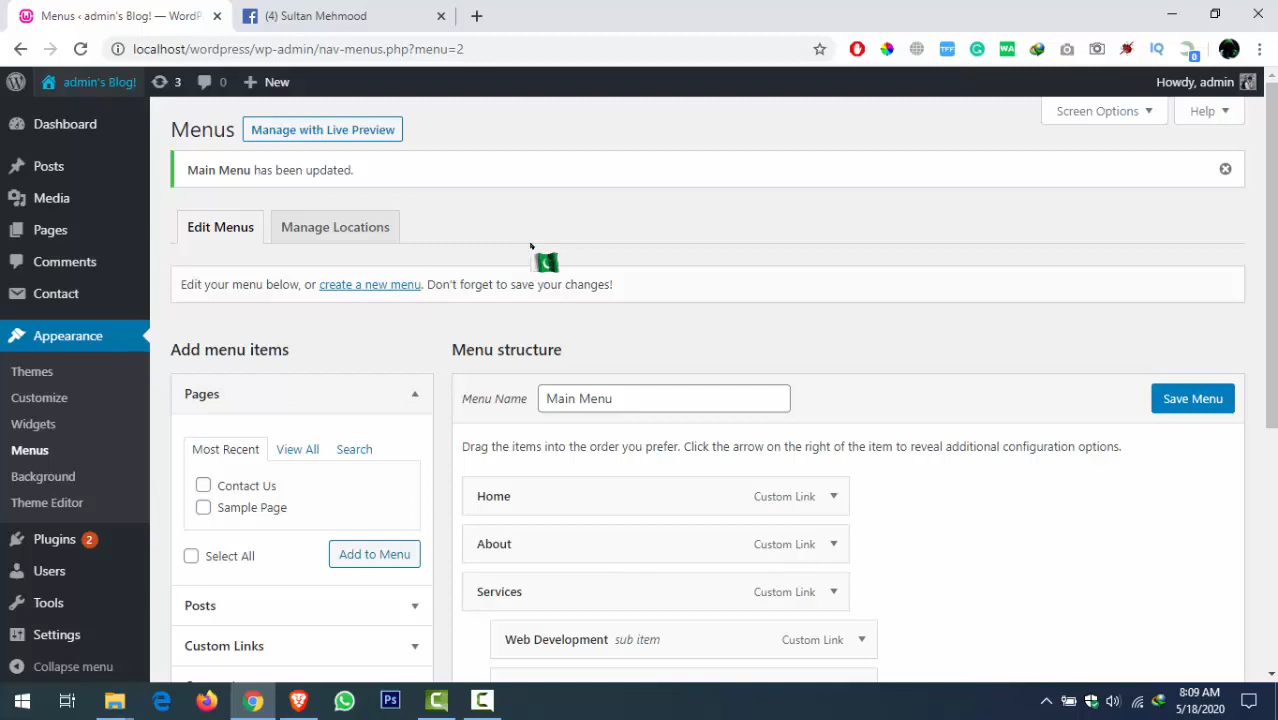 Menus ‹ admin's Blog! — WordP
(4) Sultan Mehmood
localhost/wordpress/wp-admin/nav-menus.php?menu=2
TFF
WA
IQ
0
admin's Blog!
3
0
New
Howdy, admin
Dashboard
Posts
Media
Pages
Comments
Contact
Appearance
Themes
Customize
Widgets
Menus
Background
Theme Editor
Plugins 2
Users
Tools
Settings
Collapse menu
Screen Options
Help
Menus
Manage with Live Preview
Main Menu has been updated.
Edit Menus
Manage Locations
Edit your menu below, or create a new menu. Don't forget to save your changes!
Add menu items
Pages
Most Recent
View All
Search
Contact Us
Sample Page
Select All
Add to Menu
Posts
Custom Links
Menu structure
Menu Name
Main Menu
Save Menu
Drag the items into the order you prefer. Click the arrow on the right of the item to reveal additional configuration options.
Home Custom Link
About Custom Link
Services Custom Link
Web Development sub item Custom Link
Ps
8:09 AM
5/18/2020